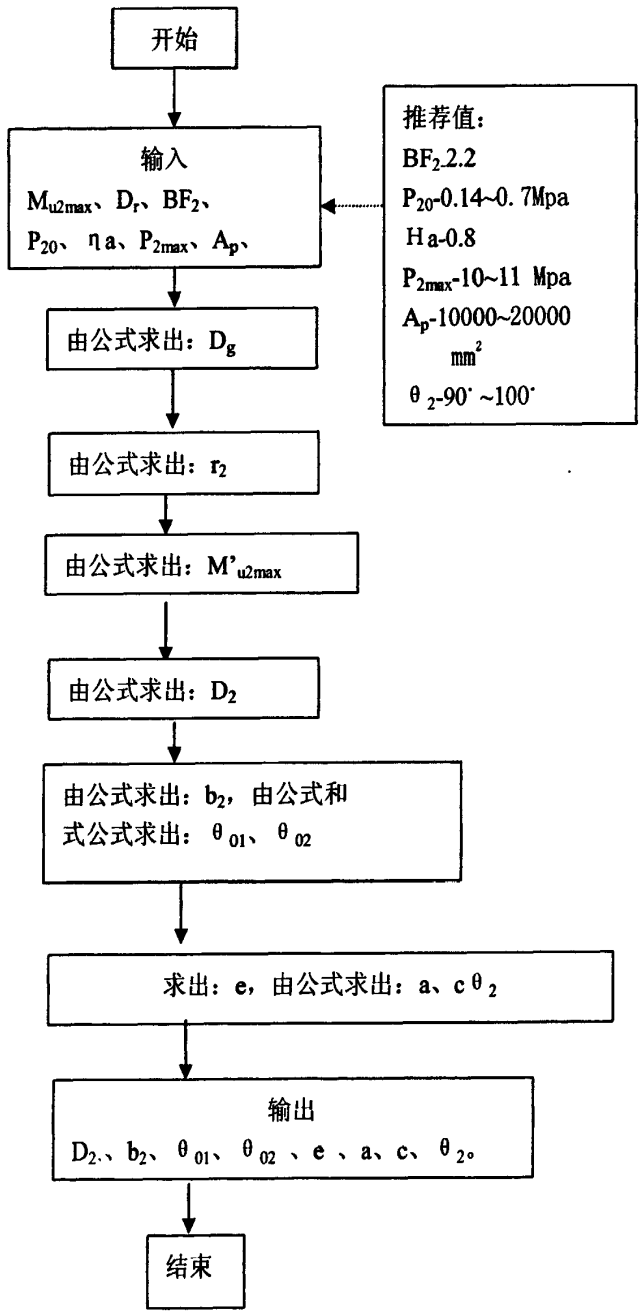 开始
输入
Mu2max、Dr、BF2、
P20、ηa、P2max、Ap、
推荐值：
BF2-2.2
P20-0.14~0.7Mpa
Ha-0.8
P2max-10~11 Mpa
Ap-10000~20000
mm²
θ2-90°~100°
由公式求出：Dg
由公式求出：r2
由公式求出：M’u2max
由公式求出：D2
由公式求出：b2，由公式和
式公式求出：θ01、θ02
求出：e，由公式求出：a、cθ2
输出
D2、、b2、θ01、θ02、e、a、c、θ2。
结束